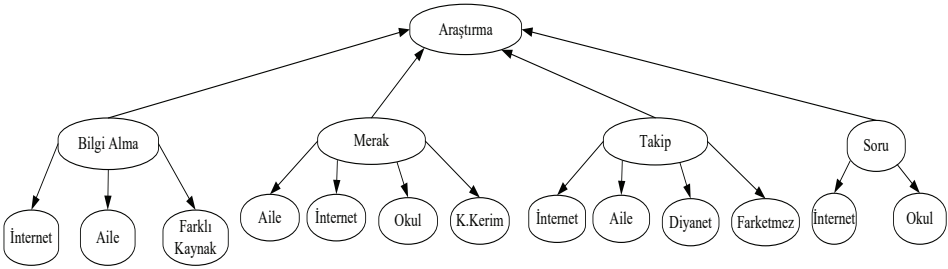 Araştırma
Bilgi Alma
Merak
Takip
Soru
İnternet
Aile
Farklı
Kaynak
Aile
İnternet
Okul
K.Kerim
İnternet
Aile
Diyanet
Farketmez
İnternet
Okul